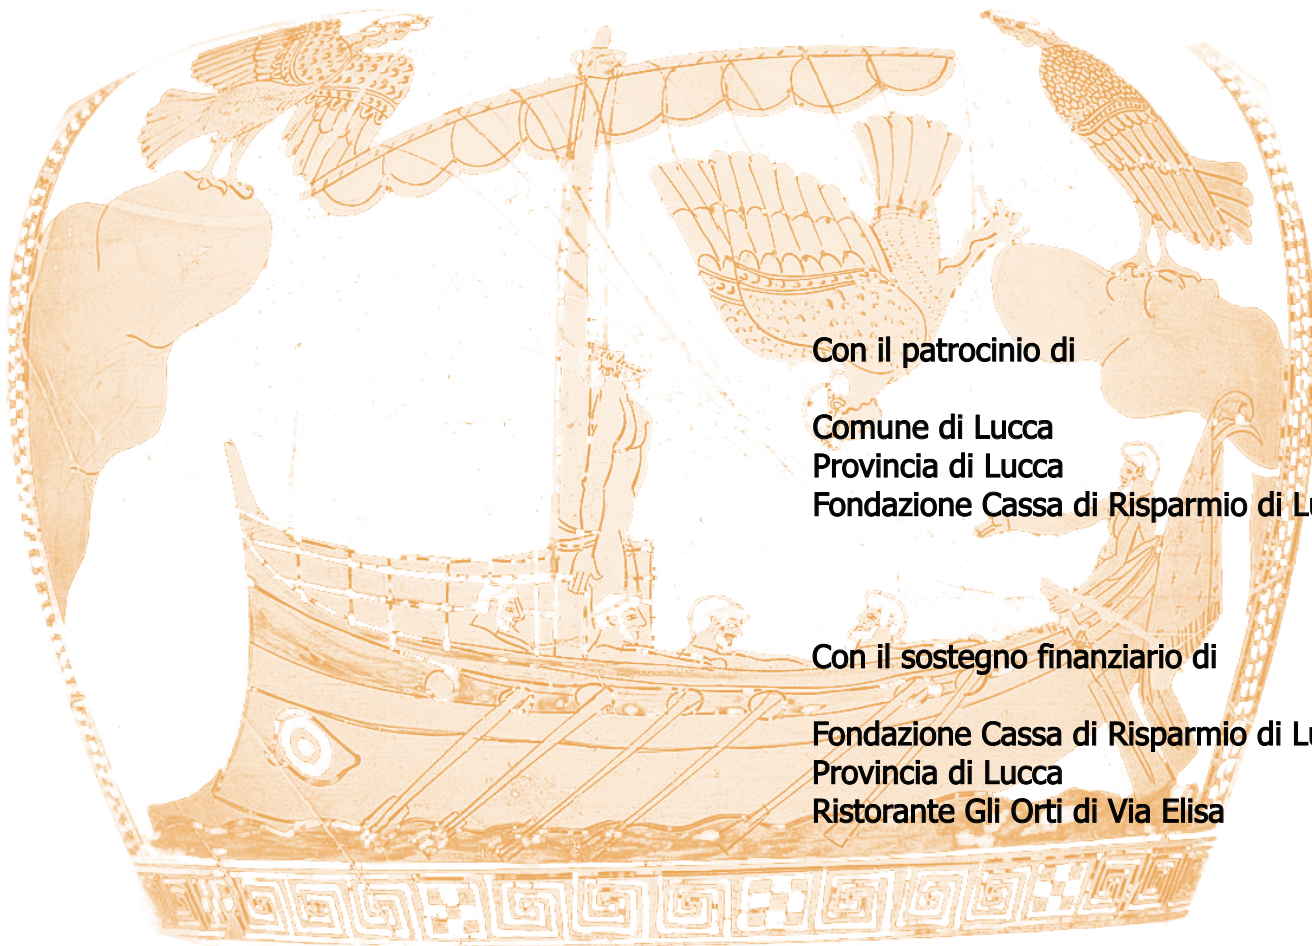 Con il patrocinio di
Comune di Lucca
Provincia di Lucca
Fondazione Cassa di Risparmio di
Con il sostegno finanziario di
Fondazione Cassa di Risparmio di
Provincia di Lucca
Ristorante Gli Orti di Via Elisa